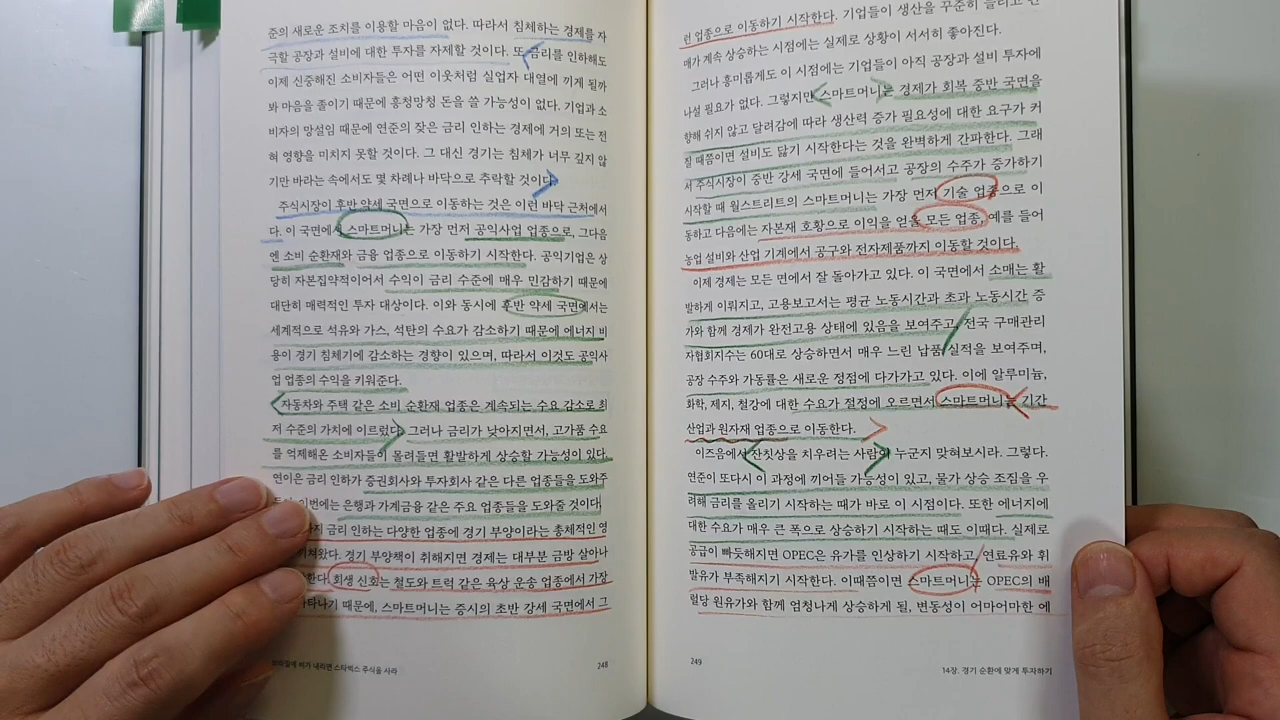 준의 새로운 조치를 이용할 마음이 없다. 따라서 침체하는 경제를 자
극할 공장과 설비에 대한 투자를 자제할 것이다. 또 금리를 인하해도
이제 신중해진 소비자들은 어떤 이웃처럼 실업자 대열에 끼게 될까
봐 마음을 졸이기 때문에 흥청망청 돈을 쓸 가능성이 없다. 기업과 소
비자의 망설임 때문에 연준의 잦은 금리 인하는 경제에 거의 또는 전
혀 영향을 미치지 못할 것이다. 그 대신 경기는 침체가 너무 깊지 않
기만 바라는 속에서도 몇 차례나 바닥으로 추락할 것이다.
주식시장이 후반 약세 국면으로 이동하는 것은 이런 바닥 근처에서
다. 이 국면에서 스마트머니는 가장 먼저 공익사업 업종으로, 그다음
엔 소비 순환재와 금융 업종으로 이동하기 시작한다. 공익기업은 상
당히 자본집약적이어서 수익이 금리 수준에 매우 민감하기 때문에
대단히 매력적인 투자 대상이다. 이와 동시에 후반 약세 국면에서는
세계적으로 석유와 가스, 석탄의 수요가 감소하기 때문에 에너지 비
용이 경기 침체기에 감소하는 경향이 있으며, 따라서 이것도 공익사
업 업종의 수익을 키워준다.
자동차와 주택 같은 소비 순환재 업종은 계속되는 수요 감소로 최
저 수준의 가치에 이르렀다. 그러나 금리가 낮아지면서, 고가품 수요
를 억제해온 소비자들이 몰려들면 활발하게 상승할 가능성이 있다.
연이은 금리 인하가 증권회사와 투자회사 같은 다른 업종들을 도와주
이번에는 은행과 가계금융 같은 주요 업종들을 도와줄 것이다.
지 금리 인하는 다양한 업종에 경기 부양이라는 총체적인 영
켜왔다. 경기 부양책이 취해지면 경제는 대부분 금방 살아나
한다. 회생 신호는 철도와 트럭 같은 육상 운송 업종에서 가장
타나기 때문에, 스마트머니는 증시의 초반 강세 국면에서 그
브라질에 비가 내리면 스타벅스 주식을 사라
248
런 업종으로 이동하기 시작한다. 기업들이 생산을 꾸준히 늘리고
매가 계속 상승하는 시점에는 실제로 상황이 서서히 좋아진다.
그러나 흥미롭게도 이 시점에는 기업들이 아직 공장과 설비 투자에
나설 필요가 없다. 그렇지만 스마트머니는 경제가 회복 중반 국면을
향해 쉬지 않고 달려감에 따라 생산력 증가 필요성에 대한 요구가 커
질 때쯤이면 설비도 닳기 시작한다는 것을 완벽하게 간파한다. 그래
서 주식시장이 중반 강세 국면에 들어서고 공장의 수주가 증가하기
시작할 때 월스트리트의 스마트머니는 가장 먼저 기술 업종으로 이
동하고 다음에는 자본재 호황으로 이익을 얻을 모든 업종, 예를 들어
농업 설비와 산업 기계에서 공구와 전자제품까지 이동할 것이다.
이제 경제는 모든 면에서 잘 돌아가고 있다. 이 국면에서 소매는 활
발하게 이뤄지고, 고용보고서는 평균 노동시간과 초과 노동시간 증
가와 함께 경제가 완전고용 상태에 있음을 보여주고, 전국 구매관리
자협회지수는 60대로 상승하면서 매우 느린 납품 실적을 보여주며,
공장 수주와 가동률은 새로운 정점에 다가가고 있다. 이에 알루미늄,
화학, 제지, 철강에 대한 수요가 절정에 오르면서 스마트머니는 기간
산업과 원자재 업종으로 이동한다.
이즈음에서 잔칫상을 치우려는 사람이 누군지 맞혀보시라. 그렇다.
연준이 또다시 이 과정에 끼어들 가능성이 있고, 물가 상승 조짐을 우
려해 금리를 올리기 시작하는 때가 바로 이 시점이다. 또한 에너지에
대한 수요가 매우 큰 폭으로 상승하기 시작하는 때도 이때다. 실제로
공급이 빠듯해지면 OPEC은 유가를 인상하기 시작하고, 연료유와 휘
발유가 부족해지기 시작한다. 이때쯤이면 스마트머니는 OPEC의 배
럴당 원유가와 함께 엄청나게 상승하게 될, 변동성이 어마어마한 에
249
14장. 경기 순환에 맞게 투자하기